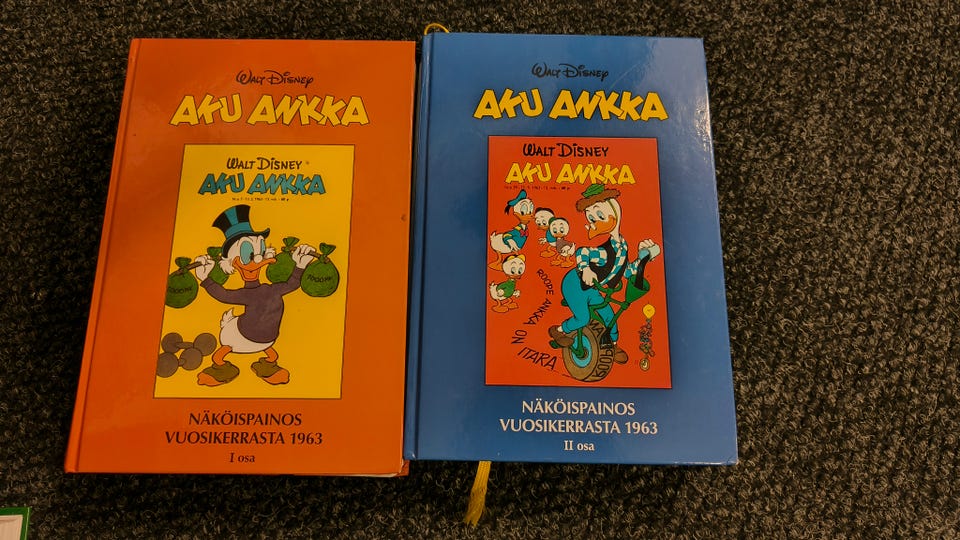 WALT DISNEY
AKU ANKKA
WALT DISNEY
AKU ANKKA
NÄKÖISPAINOS
VUOSIKERRASTA 1963
I osa
WALT DISNEY
AKU ANKKA
WALT DISNEY
AKU ANKKA
ROOPE ANKKA ON ITARA
NÄKÖISPAINOS
VUOSIKERRASTA 1963
II osa